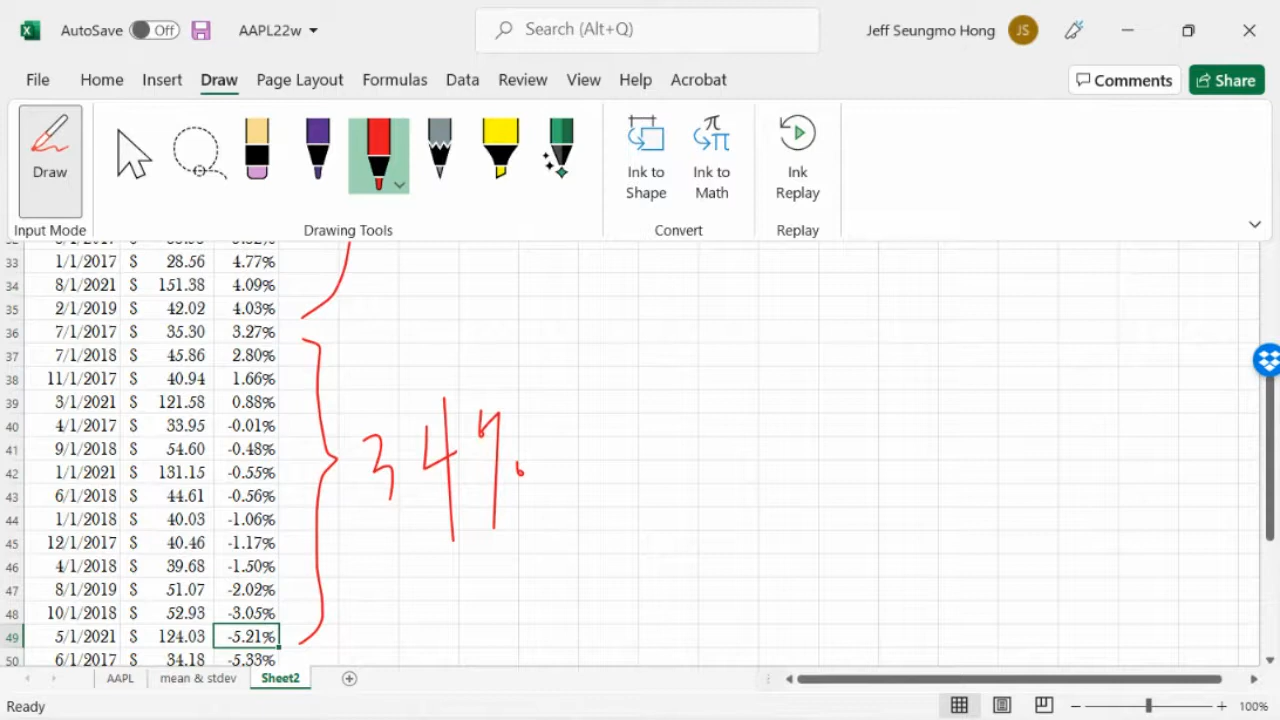 AutoSave Off AAPL22w Search (Alt+Q) Jeff Seungmo Hong JS
File Home Insert Draw Page Layout Formulas Data Review View Help Acrobat Comments Share
Draw Ink to Shape Ink to Math Ink Replay
Input Mode Drawing Tools Convert Replay
33 1/1/2017 $ 28.56 4.77%
34 8/1/2021 $ 151.38 4.09%
35 2/1/2019 $ 42.02 4.03%
36 7/1/2017 $ 35.30 3.27%
37 7/1/2018 $ 45.86 2.80%
38 11/1/2017 $ 40.94 1.66%
39 3/1/2021 $ 121.58 0.88%
40 4/1/2017 $ 33.95 -0.01%
41 9/1/2018 $ 54.60 -0.48%
34%
42 1/1/2021 $ 131.15 -0.55%
43 6/1/2018 $ 44.61 -0.56%
44 1/1/2018 $ 40.03 -1.06%
45 12/1/2017 $ 40.46 -1.17%
46 4/1/2018 $ 39.68 -1.50%
47 8/1/2019 $ 51.07 -2.02%
48 10/1/2018 $ 52.93 -3.05%
49 5/1/2021 $ 124.03 -5.21%
50 6/1/2017 $ 34.18 -5.33%
AAPL mean & stdev Sheet2
Ready 100%